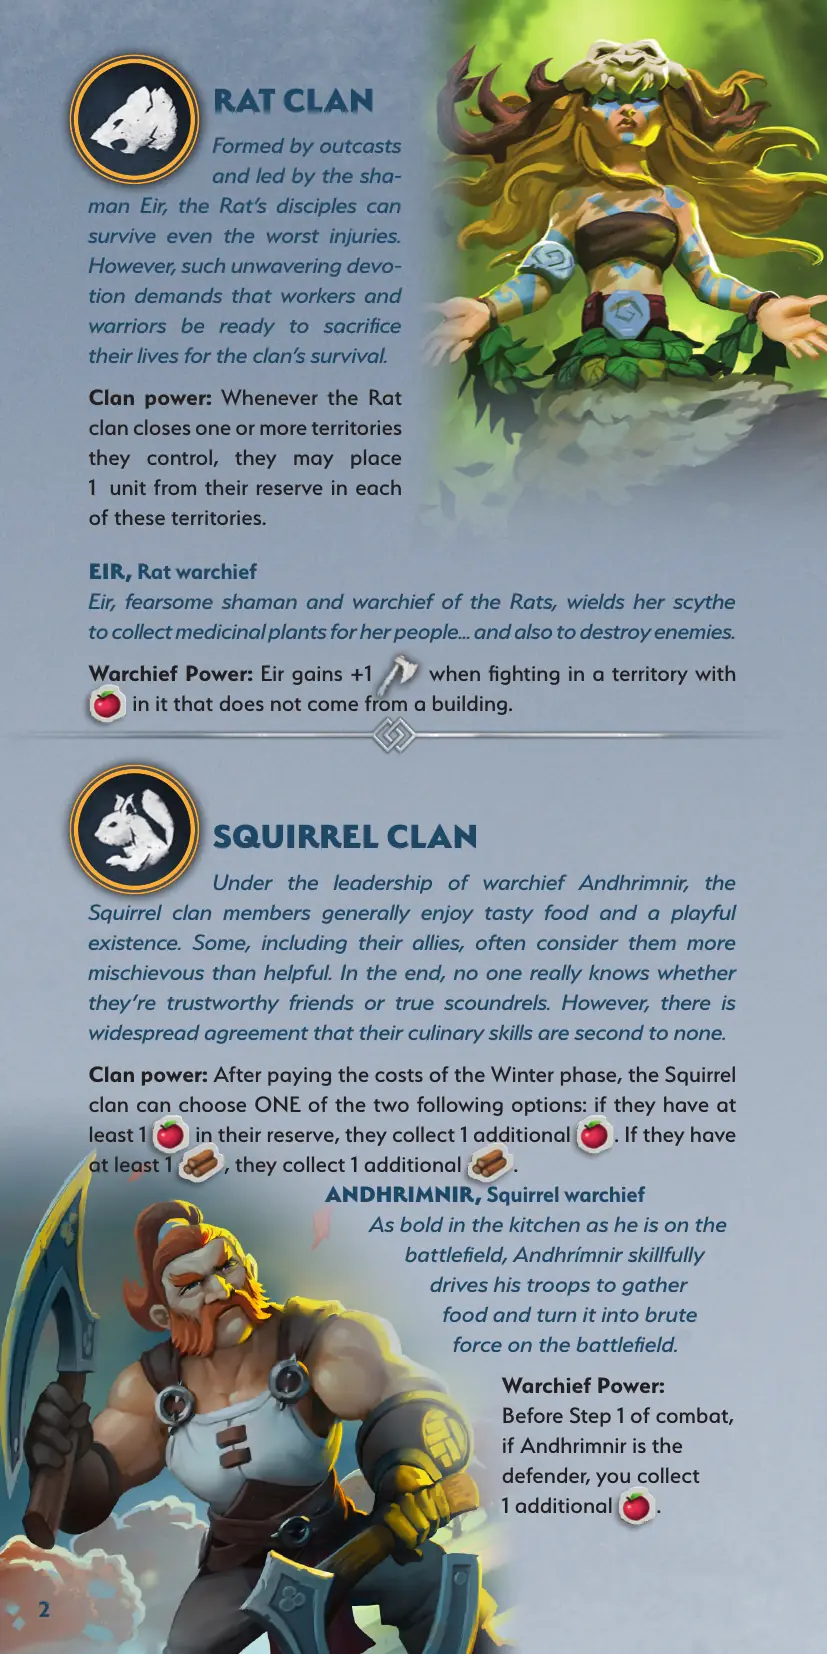 RAT CLAN
Formed by outcasts
and led by the sha-
man Eir, the Rat's disciples can
survive even the worst injuries.
However, such unwavering devo-
tion demands that workers and
warriors be ready to sacrifice
their lives for the clan's survival.
Clan power: Whenever the Rat
clan closes one or more territories
they control, they may place
1 unit from their reserve in each
of these territories.
EIR, Rat warchief
Eir, fearsome shaman and warchief of the Rats, wields her scythe
to collect medicinal plants for her people... and also to destroy enemies.
Warchief Power: Eir gains +1 when fighting in a territory with
in it that does not come from a building.
SQUIRREL CLAN
Under the leadership of warchief Andhrimnir, the
Squirrel clan members generally enjoy tasty food and a playful
existence. Some, including their allies, often consider them more
mischievous than helpful. In the end, no one really knows whether
they're trustworthy friends or true scoundrels. However, there is
widespread agreement that their culinary skills are second to none.
Clan power: After paying the costs of the Winter phase, the Squirrel
clan can choose ONE of the two following options: if they have at
least 1 in their reserve, they collect 1 additional . If they have
at least 1 , they collect 1 additional .
ANDHRIMNIR, Squirrel warchief
As bold in the kitchen as he is on the
battlefield, Andhrímnir skillfully
drives his troops to gather
food and turn it into brute
force on the battlefield.
Warchief Power:
Before Step 1 of combat,
if Andhrimnir is the
defender, you collect
1 additional .
2